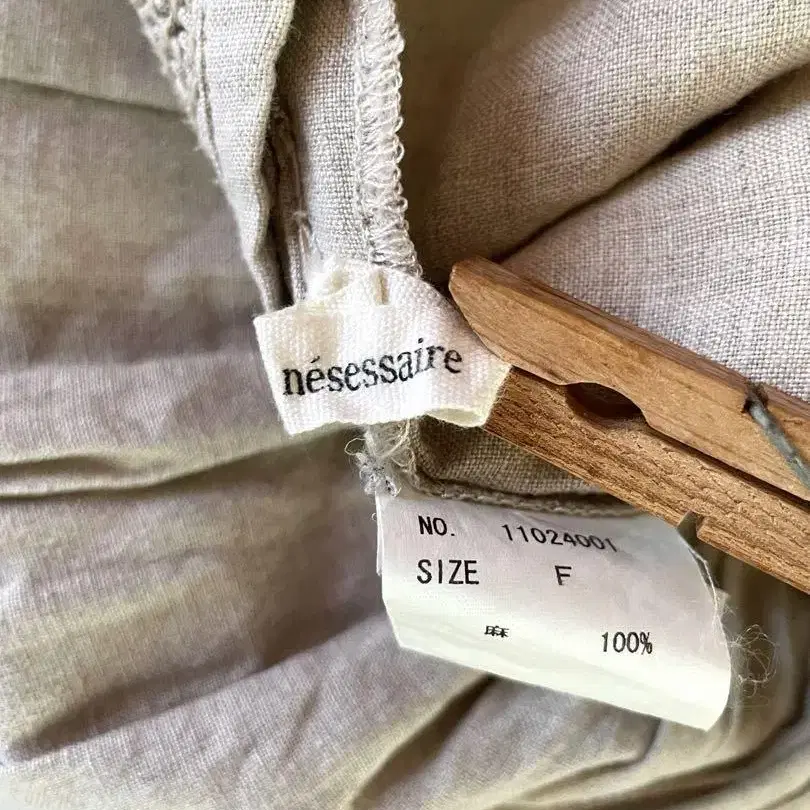 nésessaire
NO. 11024001
SIZE F
麻 100%